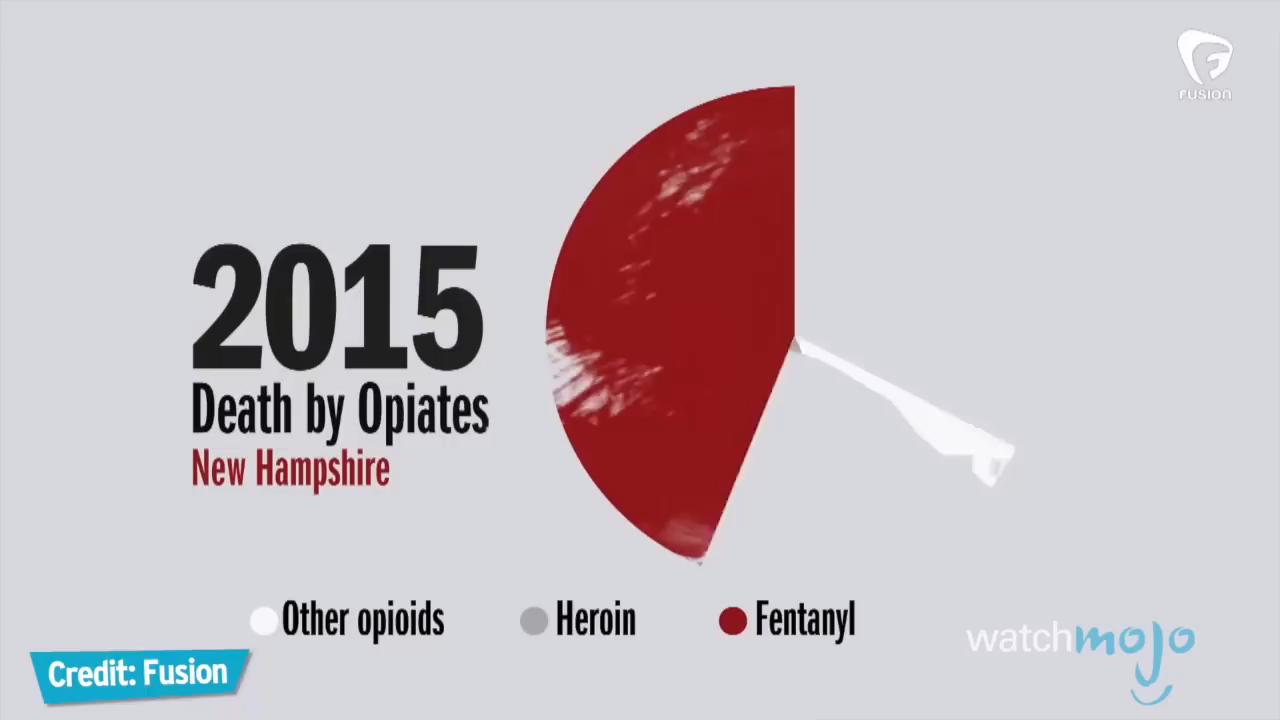 FUSION
2015
Death by Opiates
New Hampshire
Other opioids
Heroin
Fentanyl
Credit: Fusion
watchmojo